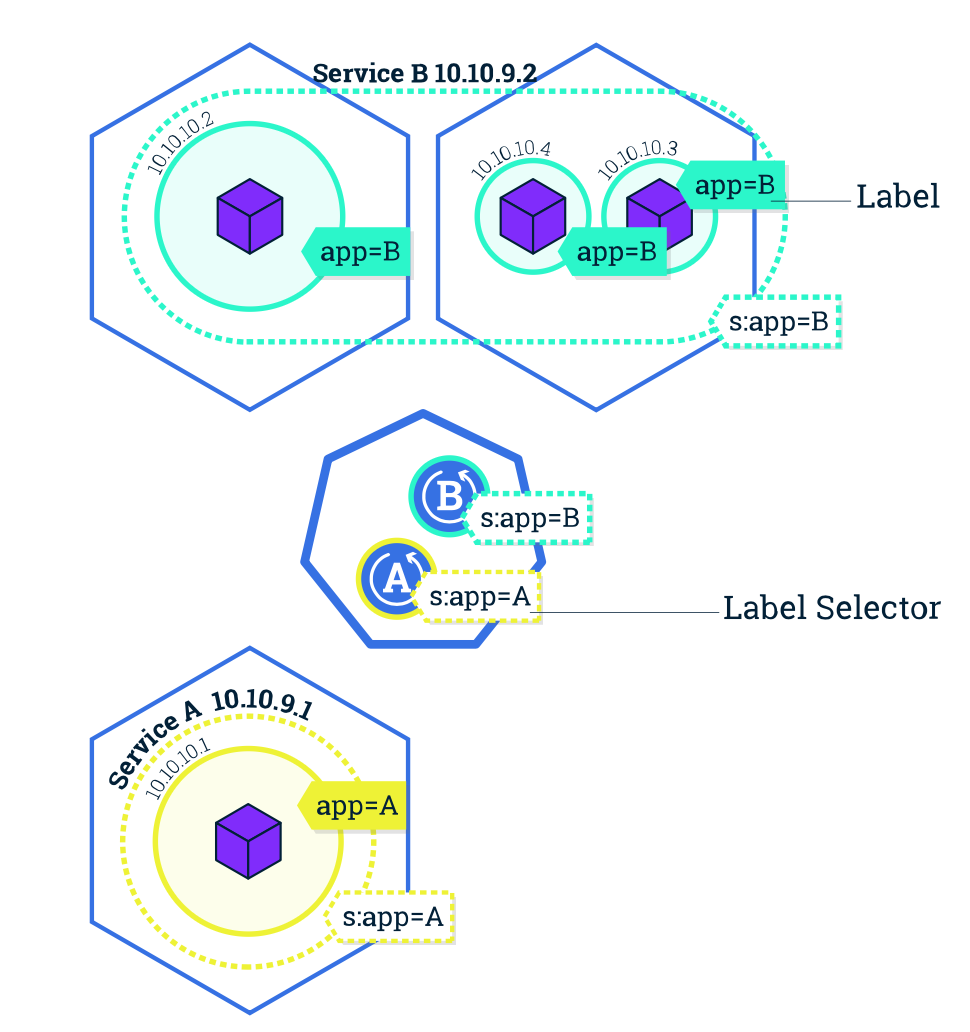 Service B 10.10.9.2
10.10.10.2
10.10.10.4
10.10.10.3
app=B
app=B
app=B
Label
s:app=B
B
s:app=B
A
s:app=A
Label Selector
Service A 10.10.9.1
10.10.10.1
app=A
s:app=A